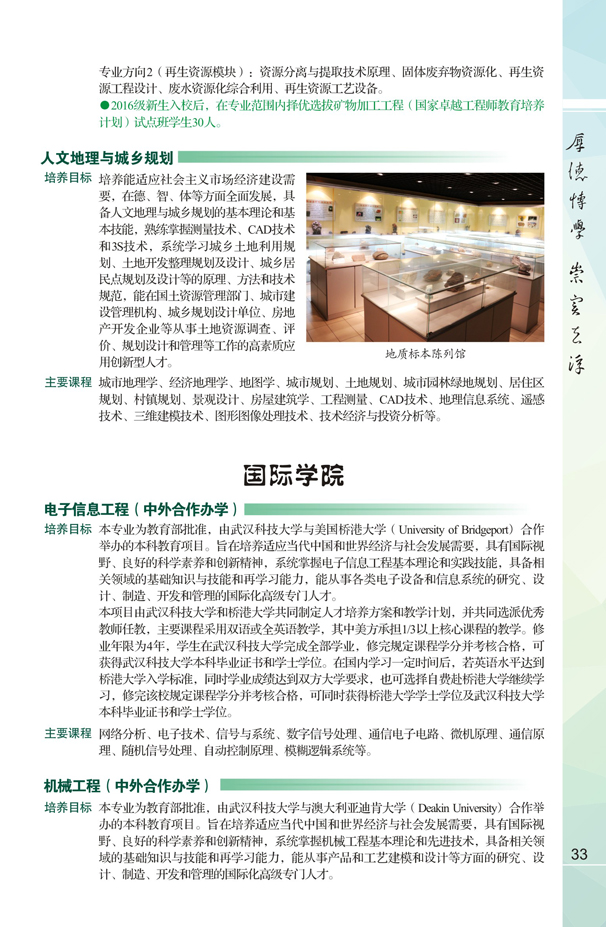 专业方向2（再生资源模块）：资源分离与提取技术原理、固体废弃物资源化、再生资
源工程设计、废水资源化综合利用、再生资源工艺设备。
●2016级新生入校后，在专业范围内择优选拔矿物加工工程（国家卓越工程师教育培养
计划）试点班学生30人。
人文地理与城乡规划
培养目标 培养能适应社会主义市场经济建设需
要，在德、智、体等方面全面发展，具
备人文地理与城乡规划的基本理论和基
本技能，熟练掌握测量技术、CAD技术
和3S技术，系统学习城乡土地利用规
划、土地开发整理规划及设计、城乡居
民点规划及设计等的原理、方法和技术
规范，能在国土资源管理部门、城市建
设管理机构、城乡规划设计单位、房地
产开发企业等从事土地资源调查、评
价、规划设计和管理等工作的高素质应
用创新型人才。
地质标本陈列馆
主要课程 城市地理学、经济地理学、地图学、城市规划、土地规划、城市园林绿地规划、居住区
规划、村镇规划、景观设计、房屋建筑学、工程测量、CAD技术、地理信息系统、遥感
技术、三维建模技术、图形图像处理技术、技术经济与投资分析等。
国际学院
电子信息工程（中外合作办学）
培养目标 本专业为教育部批准，由武汉科技大学与美国桥港大学（University of Bridgeport）合作
举办的本科教育项目。旨在培养适应当代中国和世界经济与社会发展需要，具有国际视
野、良好的科学素养和创新精神，系统掌握电子信息工程基本理论和实践技能，具备相
关领域的基础知识与技能和再学习能力，能从事各类电子设备和信息系统的研究、设
计、制造、开发和管理的国际化高级专门人才。
本项目由武汉科技大学和桥港大学共同制定人才培养方案和教学计划，并共同选派优秀
教师任教，主要课程采用双语或全英语教学，其中美方承担1/3以上核心课程的教学。修
业年限为4年，学生在武汉科技大学完成全部学业，修完规定课程学分并考核合格，可
获得武汉科技大学本科毕业证书和学士学位。在国内学习一定时间后，若英语水平达到
桥港大学入学标准，同时学业成绩达到双方大学要求，也可选择自费赴桥港大学继续学
习，修完该校规定课程学分并考核合格，可同时获得桥港大学学士学位及武汉科技大学
本科毕业证书和学士学位。
主要课程 网络分析、电子技术、信号与系统、数字信号处理、通信电子电路、微机原理、通信原
理、随机信号处理、自动控制原理、模糊逻辑系统等。
机械工程（中外合作办学）
培养目标 本专业为教育部批准，由武汉科技大学与澳大利亚迪肯大学（Deakin University）合作举
办的本科教育项目。旨在培养适应当代中国和世界经济与社会发展需要，具有国际视
野、良好的科学素养和创新精神，系统掌握机械工程基本理论和先进技术，具备相关领
域的基础知识与技能和再学习能力，能从事产品和工艺建模和设计等方面的研究、设
计、制造、开发和管理的国际化高级专门人才。
厚德博学 崇实去浮
33